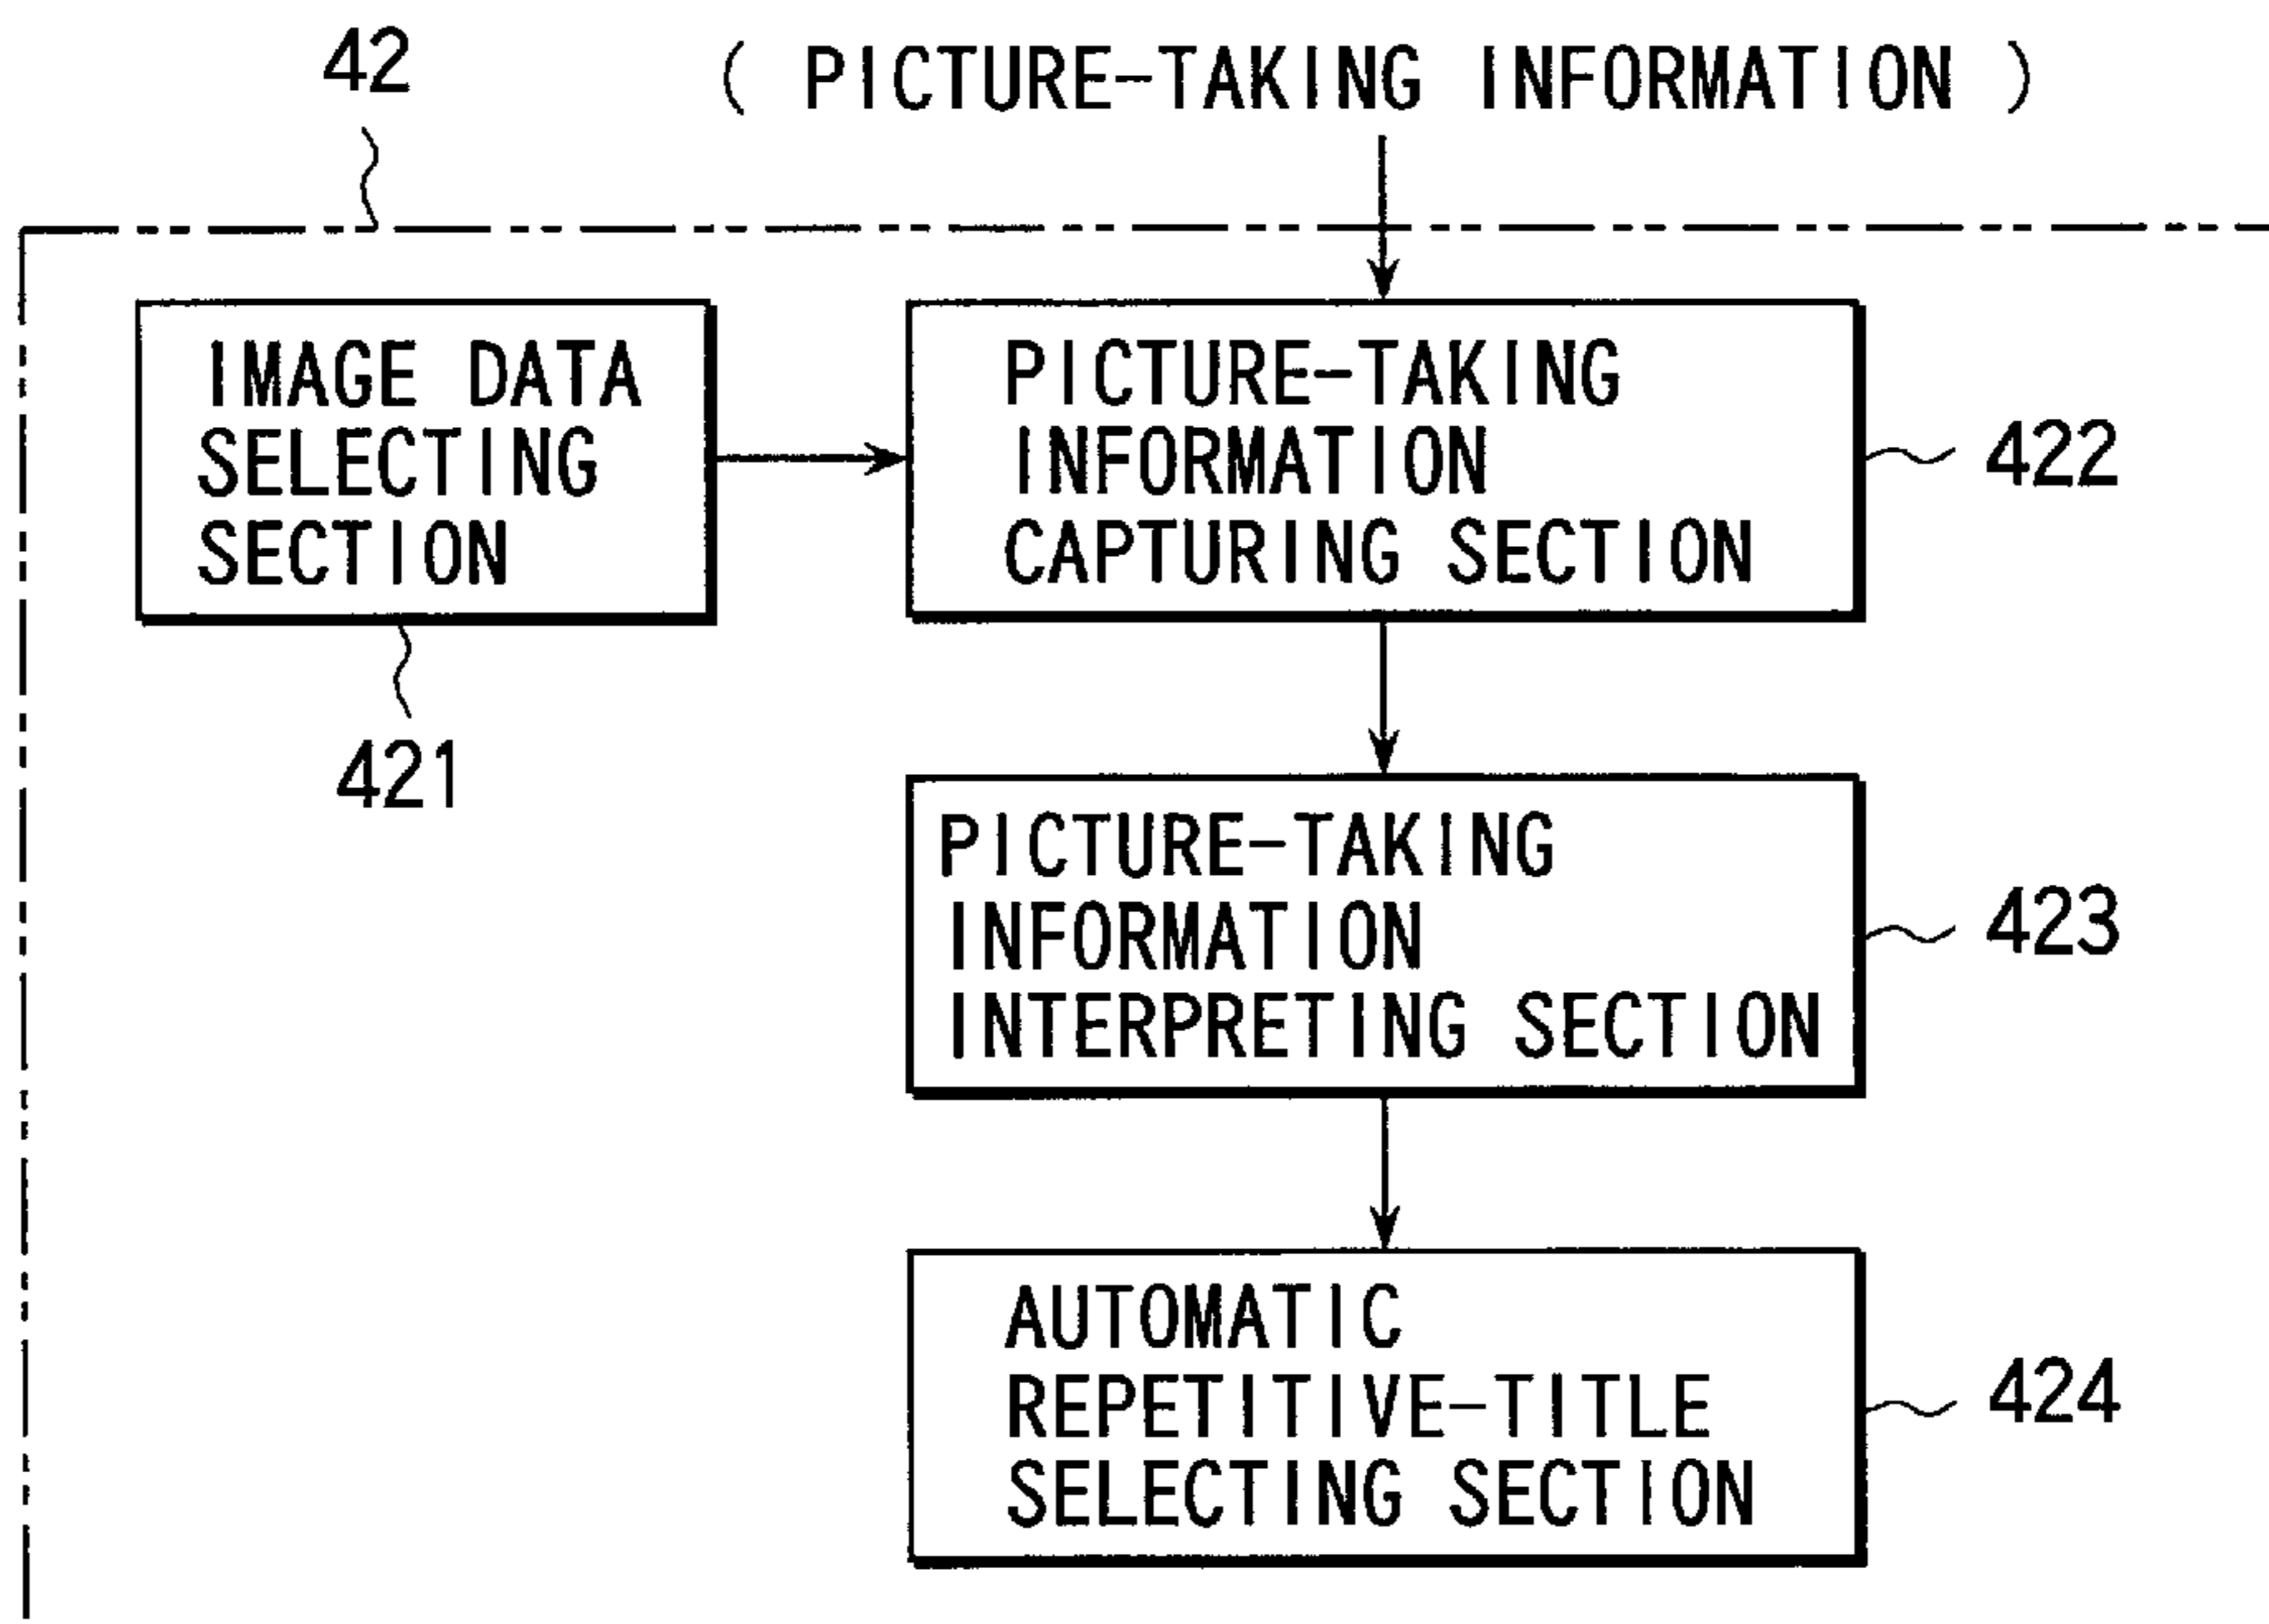 42
( PICTURE-TAKING INFORMATION )
IMAGE DATA
SELECTING
SECTION
421
PICTURE-TAKING
INFORMATION
CAPTURING SECTION
422
PICTURE-TAKING
INFORMATION
INTERPRETING SECTION
423
AUTOMATIC
REPETITIVE-TITLE
SELECTING SECTION
424